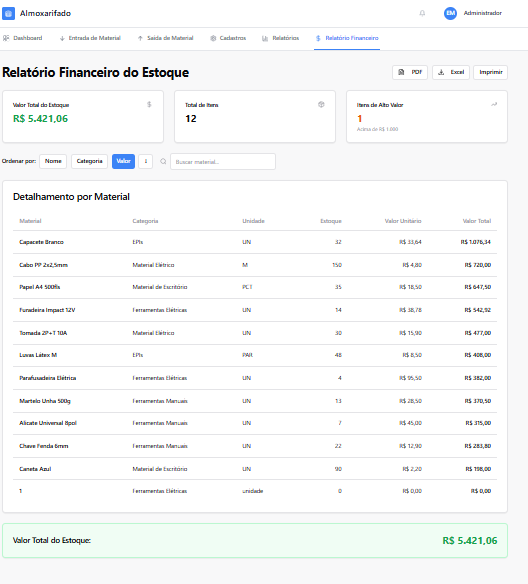 Almoxarifado
EM Administrador
Dashboard Entrada de Material Saída de Material Cadastros Relatórios $ Relatório Financeiro
Relatório Financeiro do Estoque
PDF Excel Imprimir
Valor Total do Estoque $
R$ 5.421,06
Total de Itens
12
Itens de Alto Valor
1
Acima de R$ 1.000
Ordenar por: Nome Categoria Valor ↓ Buscar material...
Detalhamento por Material
Material Categoria Unidade Estoque Valor Unitário Valor Total
Capacete Branco EPIs UN 32 R$ 33,64 R$ 1.076,34
Cabo PP 2x2,5mm Material Elétrico M 150 R$ 4,80 R$ 720,00
Papel A4 500fls Material de Escritório PCT 35 R$ 18,50 R$ 647,50
Furadeira Impact 12V Ferramentas Elétricas UN 14 R$ 38,78 R$ 542,92
Tomada 2P+T 10A Material Elétrico UN 30 R$ 15,90 R$ 477,00
Luvas Látex M EPIs PAR 48 R$ 8,50 R$ 408,00
Parafusadeira Elétrica Ferramentas Elétricas UN 4 R$ 95,50 R$ 382,00
Martelo Unha 500g Ferramentas Manuais UN 13 R$ 28,50 R$ 370,50
Alicate Universal 8pol Ferramentas Manuais UN 7 R$ 45,00 R$ 315,00
Chave Fenda 6mm Ferramentas Manuais UN 22 R$ 12,90 R$ 283,80
Caneta Azul Material de Escritório UN 90 R$ 2,20 R$ 198,00
1 Ferramentas Elétricas unidade 0 R$ 0,00 R$ 0,00
Valor Total do Estoque: R$ 5.421,06